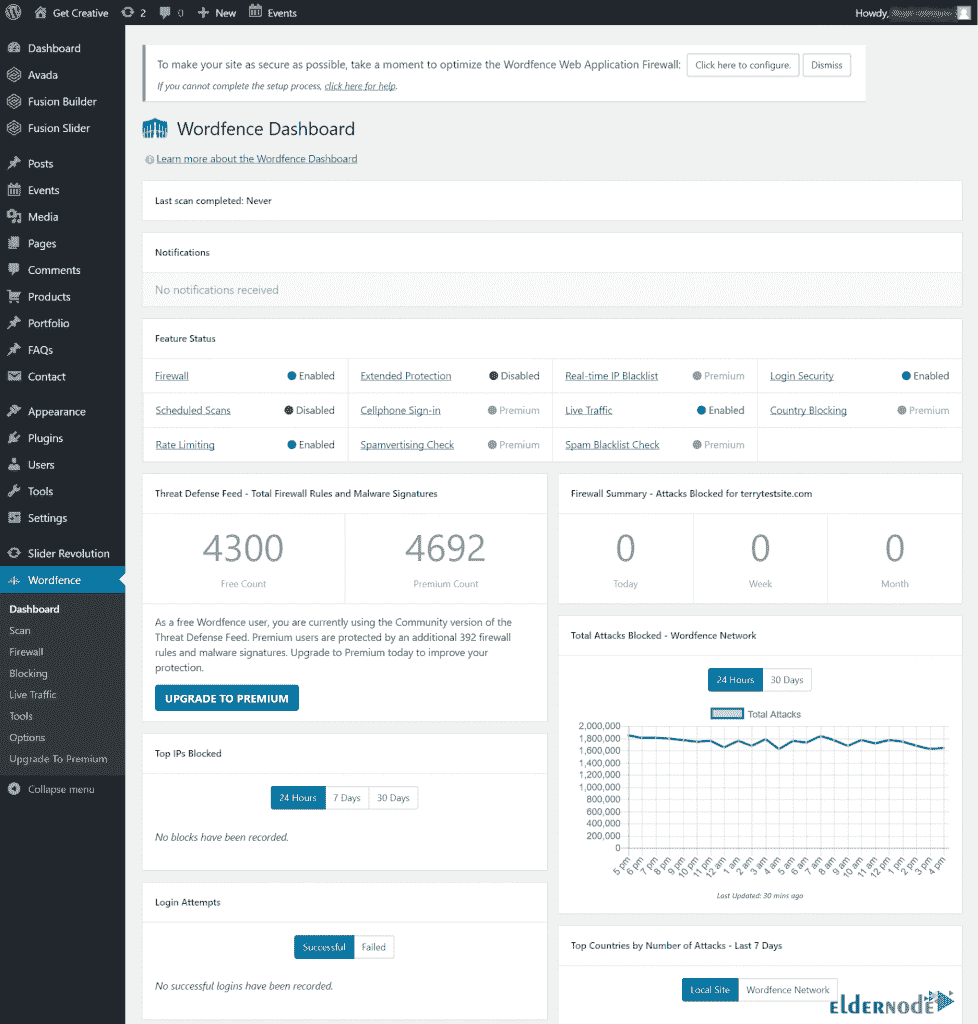 Get Creative 2 0 New Events Howdy,
Dashboard
Avada
Fusion Builder
Fusion Slider
Posts
Events
Media
Pages
Comments
Products
Portfolio
FAQs
Contact
Appearance
Plugins
Users
Tools
Settings
Slider Revolution
Wordfence
Dashboard
Scan
Firewall
Blocking
Live Traffic
Tools
Options
Upgrade To Premium
Collapse menu
To make your site as secure as possible, take a moment to optimize the Wordfence Web Application Firewall: Click here to configure. Dismiss
If you cannot complete the setup process, click here for help.
Wordfence Dashboard
Learn more about the Wordfence Dashboard
Last scan completed: Never
Notifications
No notifications received
Feature Status
Firewall Enabled Extended Protection Disabled Real-time IP Blacklist Premium Login Security Enabled
Scheduled Scans Disabled Cellphone Sign-in Premium Live Traffic Enabled Country Blocking Premium
Rate Limiting Enabled Spamvertising Check Premium Spam Blacklist Check Premium
Threat Defense Feed - Total Firewall Rules and Malware Signatures
4300 4692
Free Count Premium Count
As a free Wordfence user, you are currently using the Community version of the
Threat Defense Feed. Premium users are protected by an additional 392 firewall
rules and malware signatures. Upgrade to Premium today to improve your
protection.
UPGRADE TO PREMIUM
Top IPs Blocked
24 Hours 7 Days 30 Days
No blocks have been recorded.
Login Attempts
Successful Failed
No successful logins have been recorded.
Firewall Summary - Attacks Blocked for terrytestsite.com
0 0 0
Today Week Month
Total Attacks Blocked - Wordfence Network
24 Hours 30 Days
Total Attacks
2,000,000
1,800,000
1,600,000
1,400,000
1,200,000
1,000,000
800,000
600,000
400,000
200,000
0
5 pm 6 pm 7 pm 8 pm 9 pm 10 pm 11 pm 12 am 1 am 2 am 3 am 4 am 5 am 6 am 7 am 8 am 9 am 10 am 11 am 12 pm 1 pm 2 pm 3 pm 4 pm
Last Updated: 30 mins ago
Top Countries by Number of Attacks - Last 7 Days
Local Site Wordfence Network
ELDERNODE